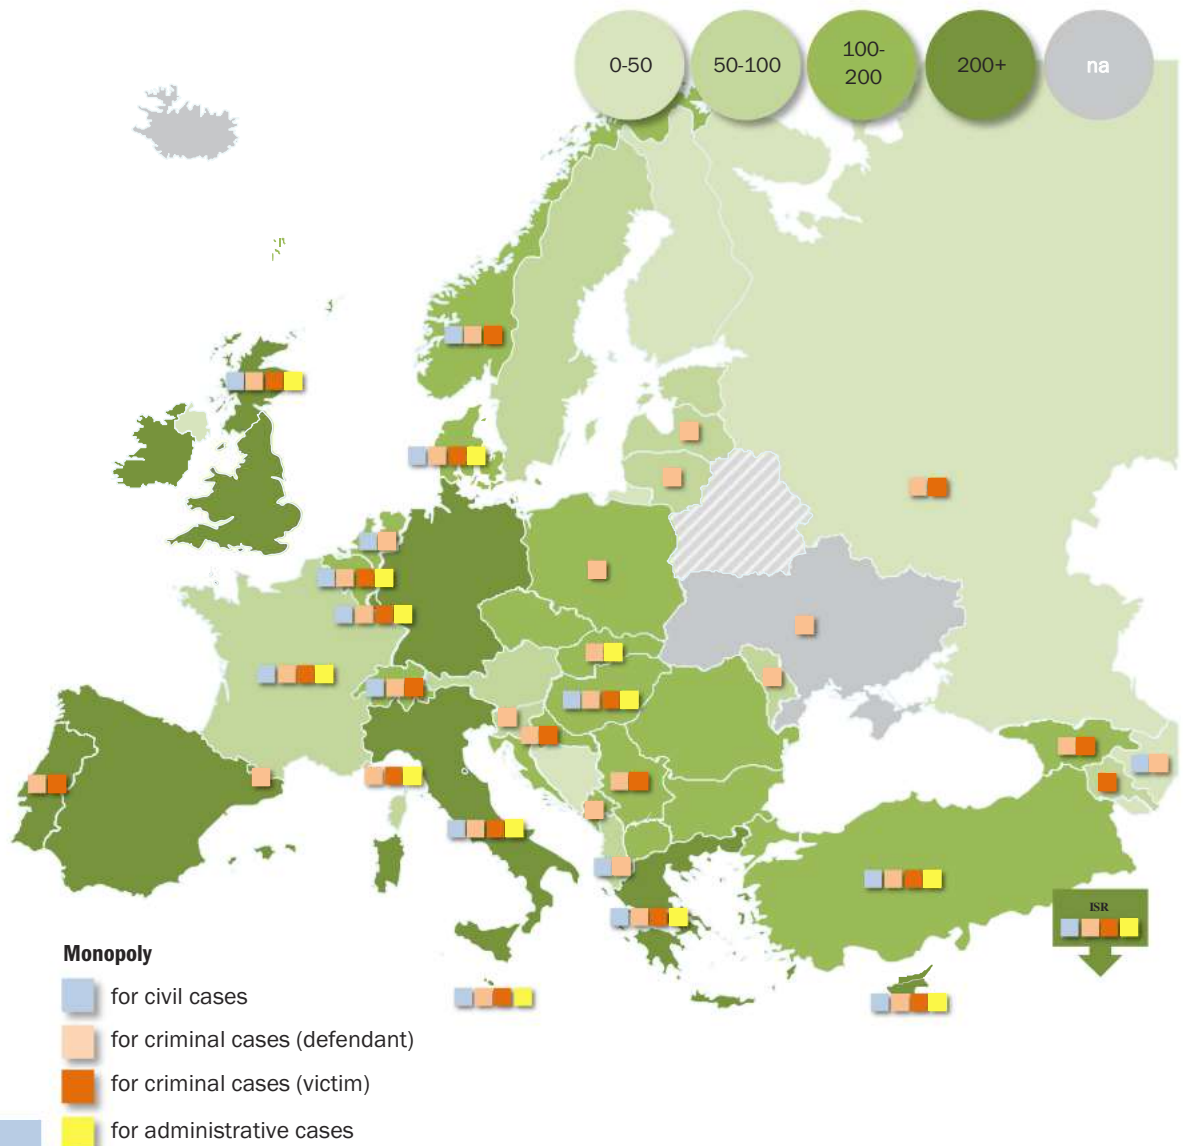 0-50
50-100
100-
200
200+
na
ISR
Monopoly
for civil cases
for criminal cases (defendant)
for criminal cases (victim)
for administrative cases